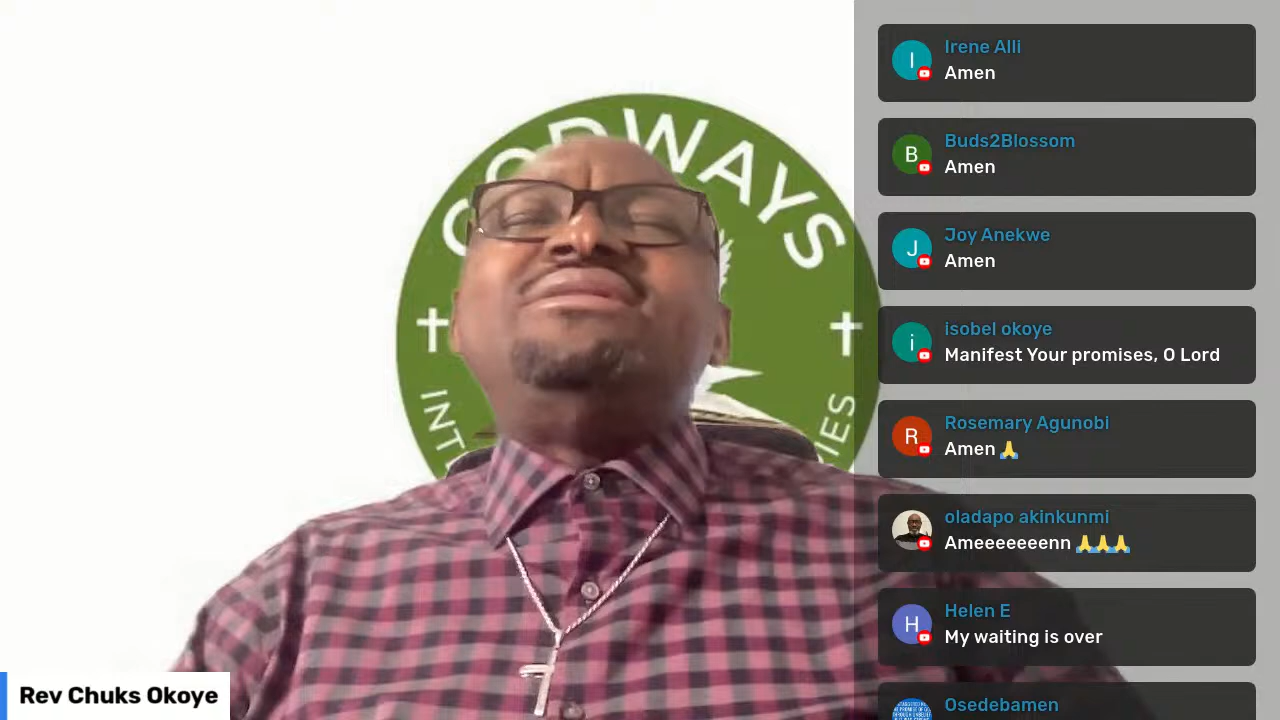 WAYS
Rev Chuks Okoye
Irene Alli
Amen
Buds2Blossom
Amen
Joy Anekwe
Amen
isobel okoye
Manifest Your promises, O Lord
Rosemary Agunobi
Amen 🙏
oladapo akinkunmi
Ameeeeeeenn 🙏🙏🙏
Helen E
My waiting is over
Osedebamen